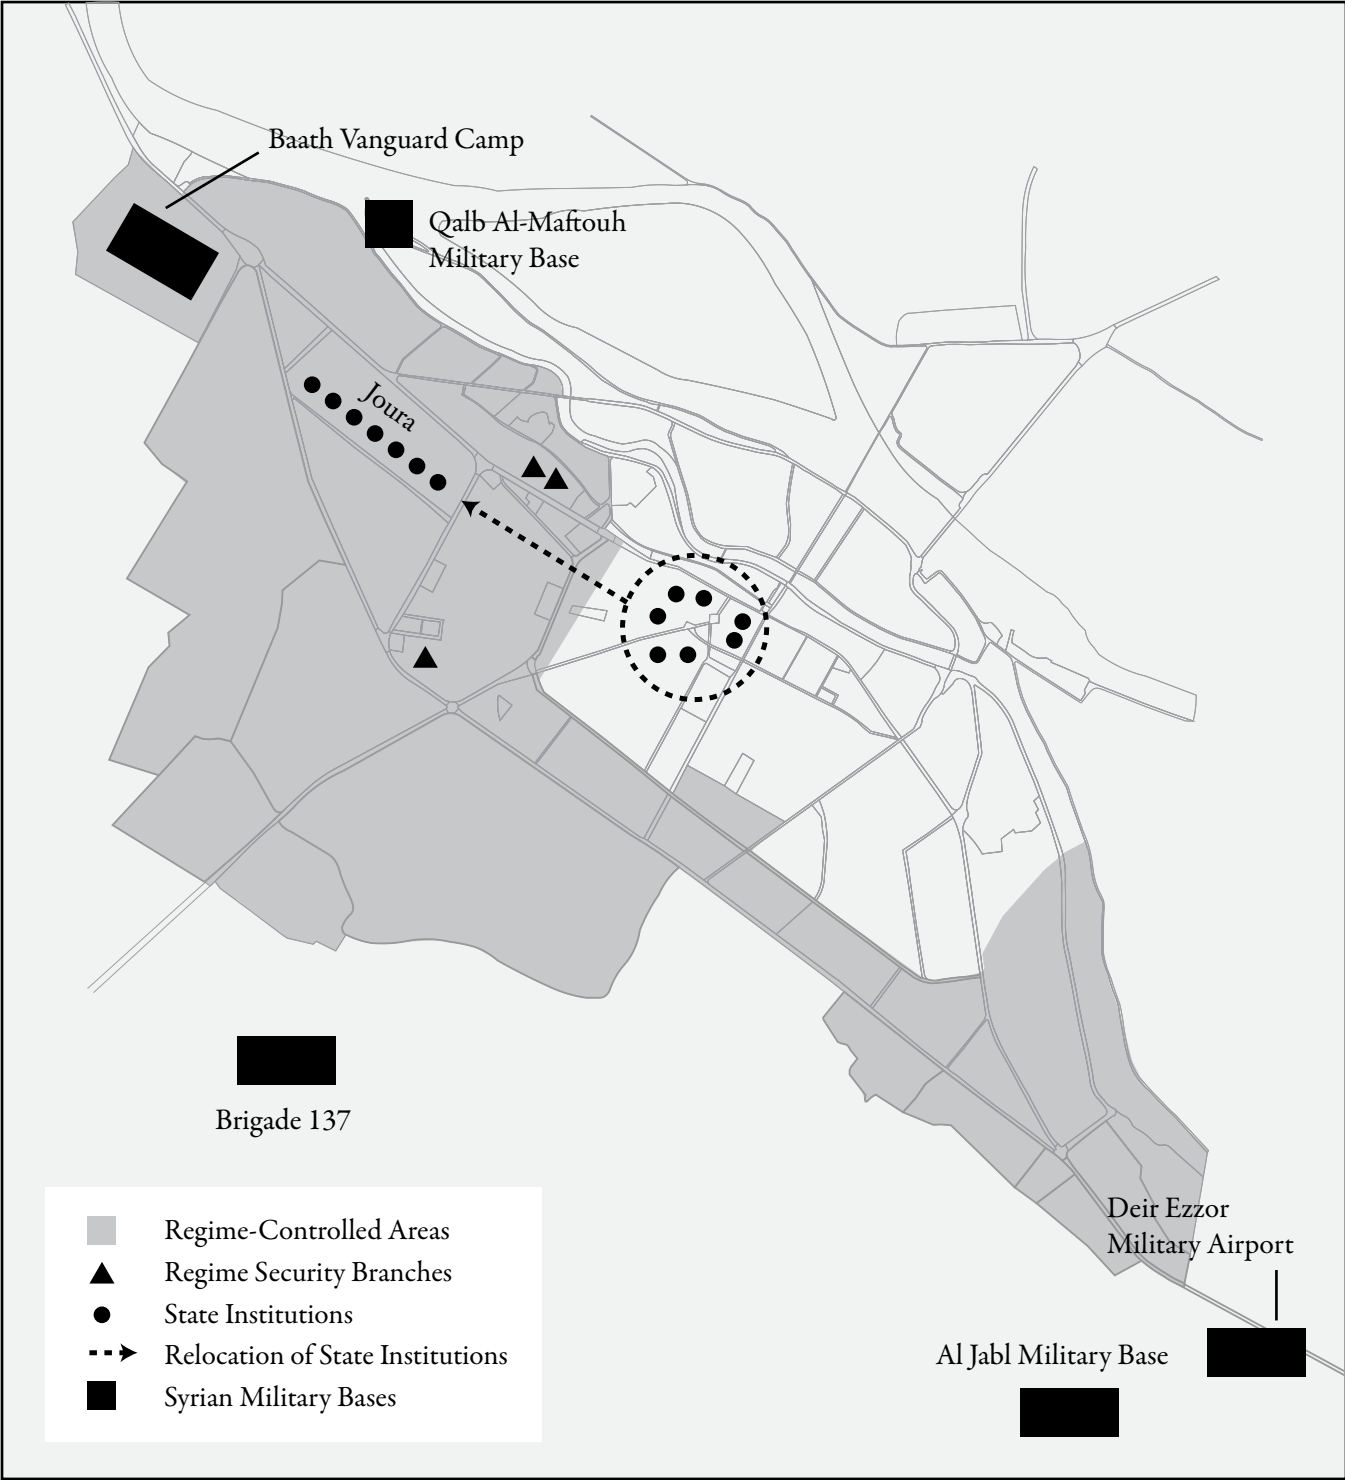 Baath Vanguard Camp
Qalb Al-Maftouh
Military Base
Joura
Brigade 137
Regime-Controlled Areas
Regime Security Branches
State Institutions
Relocation of State Institutions
Syrian Military Bases
Deir Ezzor
Military Airport
Al Jabl Military Base